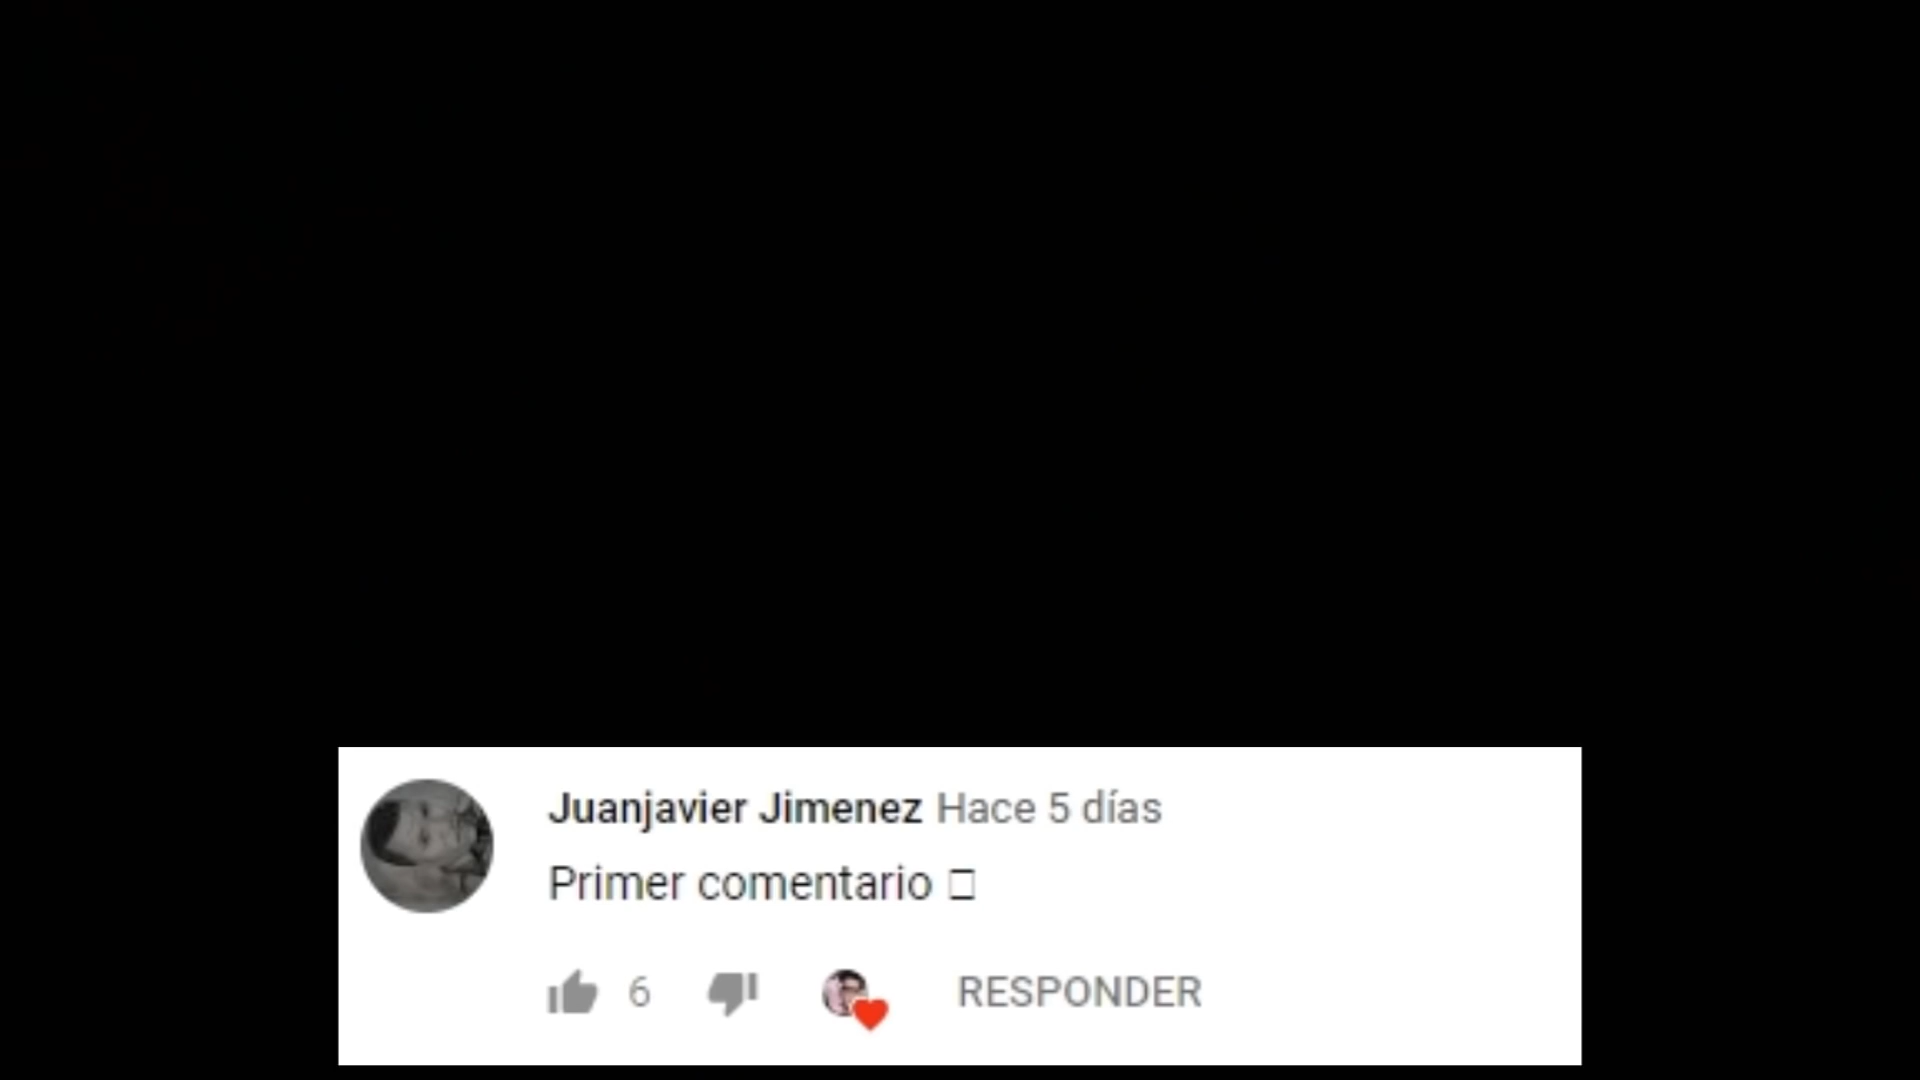 Juanjavier Jimenez Hace 5 días
Primer comentario □
6 RESPONDER